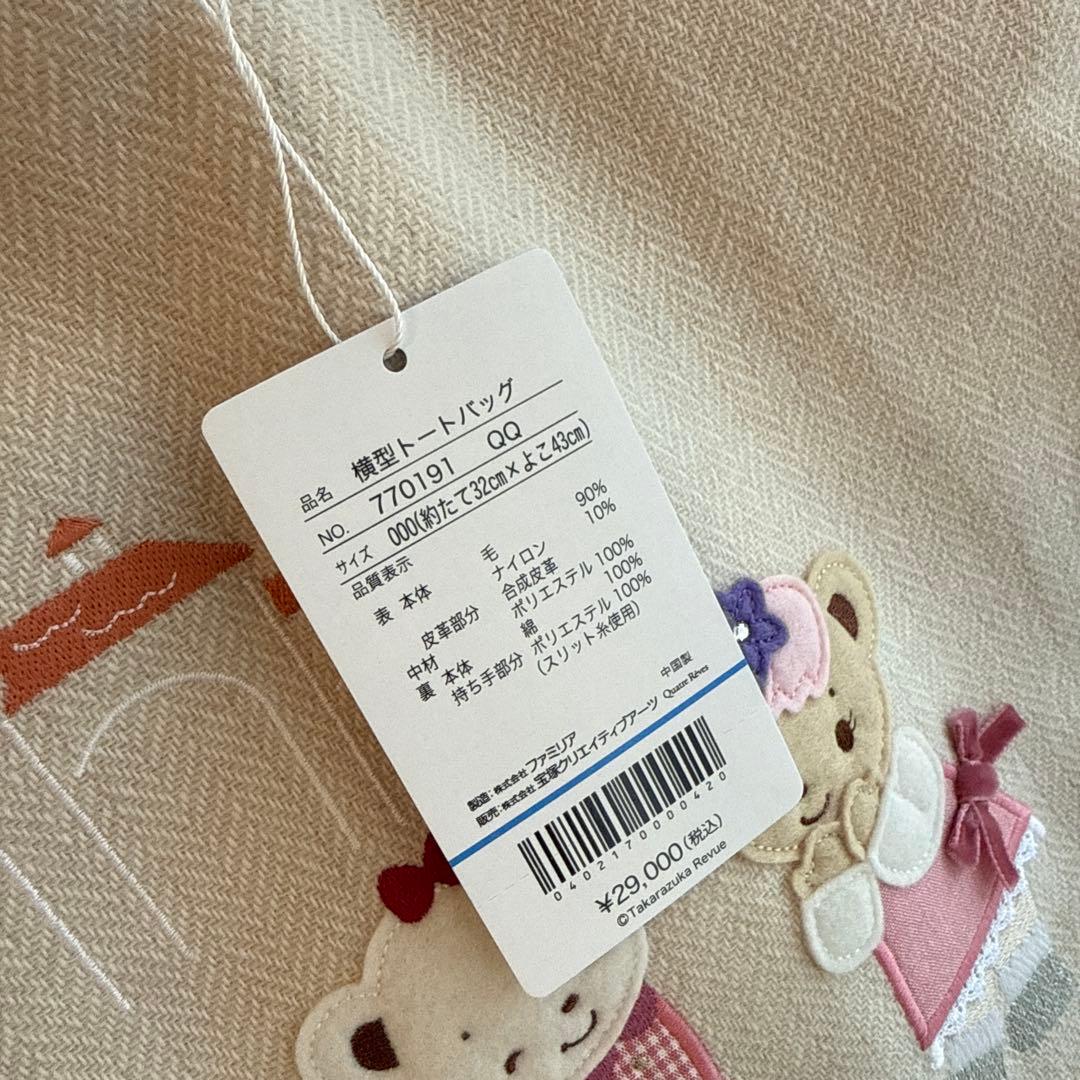 品名 横型トートバッグ
NO. 770191 QQ
サイズ 000(約たて32cm×よこ43cm)
品質表示
表 本体 毛 90%
ナイロン 10%
皮革部分 合成皮革
中材 ポリエステル 100%
裏 本体 綿 100%
持ち手部分 ポリエステル 100%
(スリット糸使用)
中国製
製造:株式会社 ファミリア
販売:株式会社 宝塚クリエイティブアーツ Quatre Rêves
0402170000420
¥29,000(税込)
©Takarazuka Revue